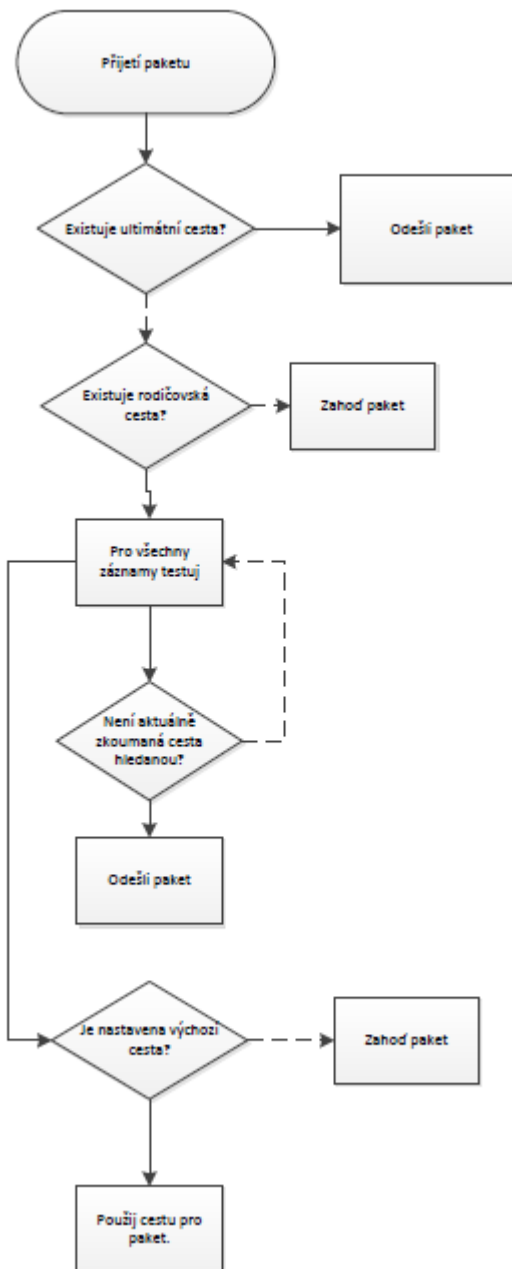 Přijetí paketu
Existuje ultimátní cesta?
Odešli paket
Existuje rodičovská
cesta?
Zahoď paket
Pro všechny
záznamy testuj
Není aktuálně
zkoumaná cesta
hledanou?
Odešli paket
Je nastavena výchozí
cesta?
Zahoď paket
Použij cestu pro
paket.